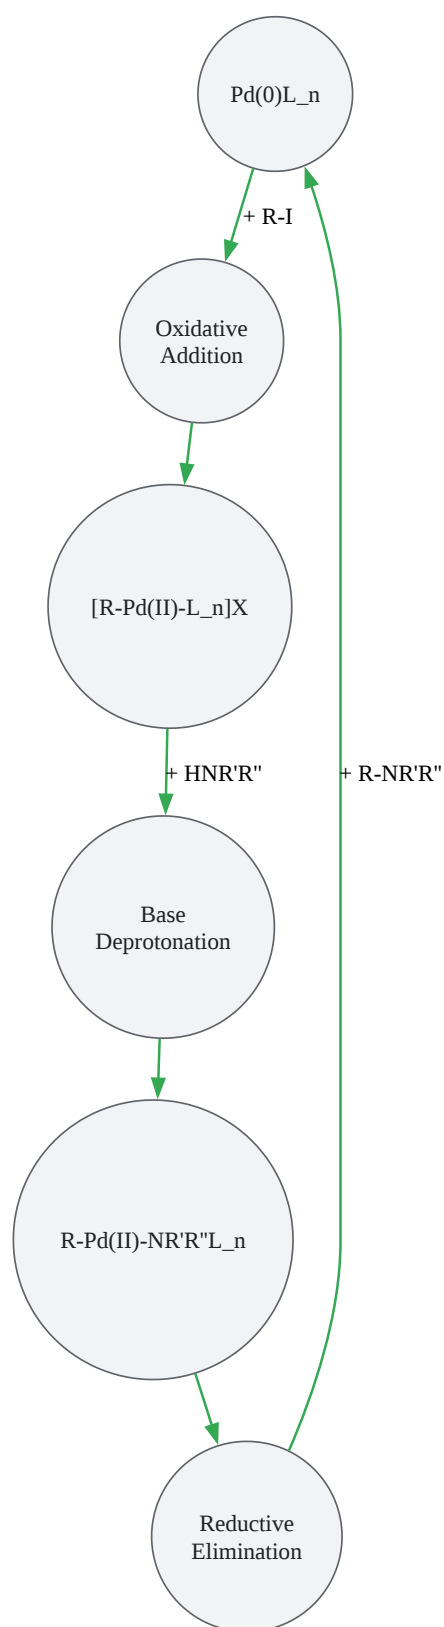 Pd(0)L_n
+ R-I
Oxidative
Addition
[R-Pd(II)-L_n]X
+ HNR'R"
+ R-NR'R"
Base
Deprotonation
R-Pd(II)-NR'R"L_n
Reductive
Elimination